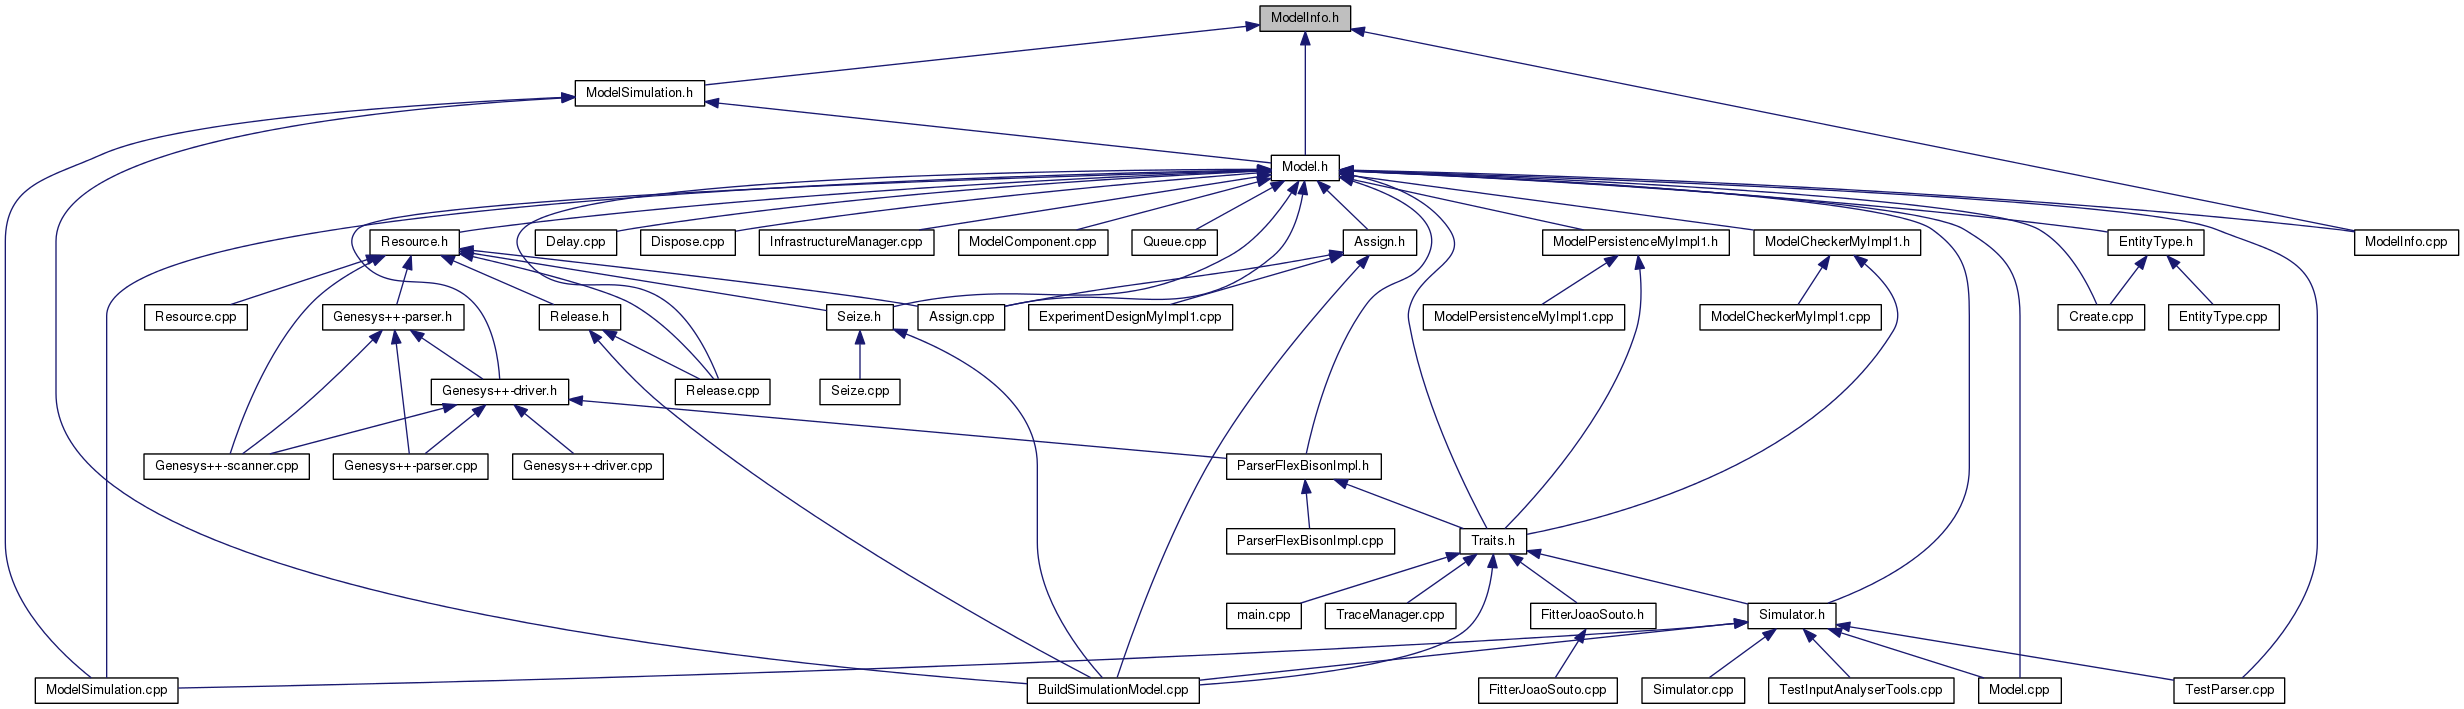 ModelInfo.h
ModelSimulation.h
Model.h
Resource.h
Delay.cpp
Dispose.cpp
InfrastructureManager.cpp
ModelComponent.cpp
Queue.cpp
Assign.h
ModelPersistenceMyImpl1.h
ModelCheckerMyImpl1.h
EntityType.h
ModelInfo.cpp
Resource.cpp
Genesys++-parser.h
Release.h
Seize.h
Assign.cpp
ExperimentDesignMyImpl1.cpp
ModelPersistenceMyImpl1.cpp
ModelCheckerMyImpl1.cpp
Create.cpp
EntityType.cpp
Genesys++-driver.h
Release.cpp
Seize.cpp
Genesys++-scanner.cpp
Genesys++-parser.cpp
Genesys++-driver.cpp
ParserFlexBisonImpl.h
ParserFlexBisonImpl.cpp
Traits.h
main.cpp
TraceManager.cpp
FitterJoaoSouto.h
Simulator.h
ModelSimulation.cpp
BuildSimulationModel.cpp
FitterJoaoSouto.cpp
Simulator.cpp
TestInputAnalyserTools.cpp
Model.cpp
TestParser.cpp